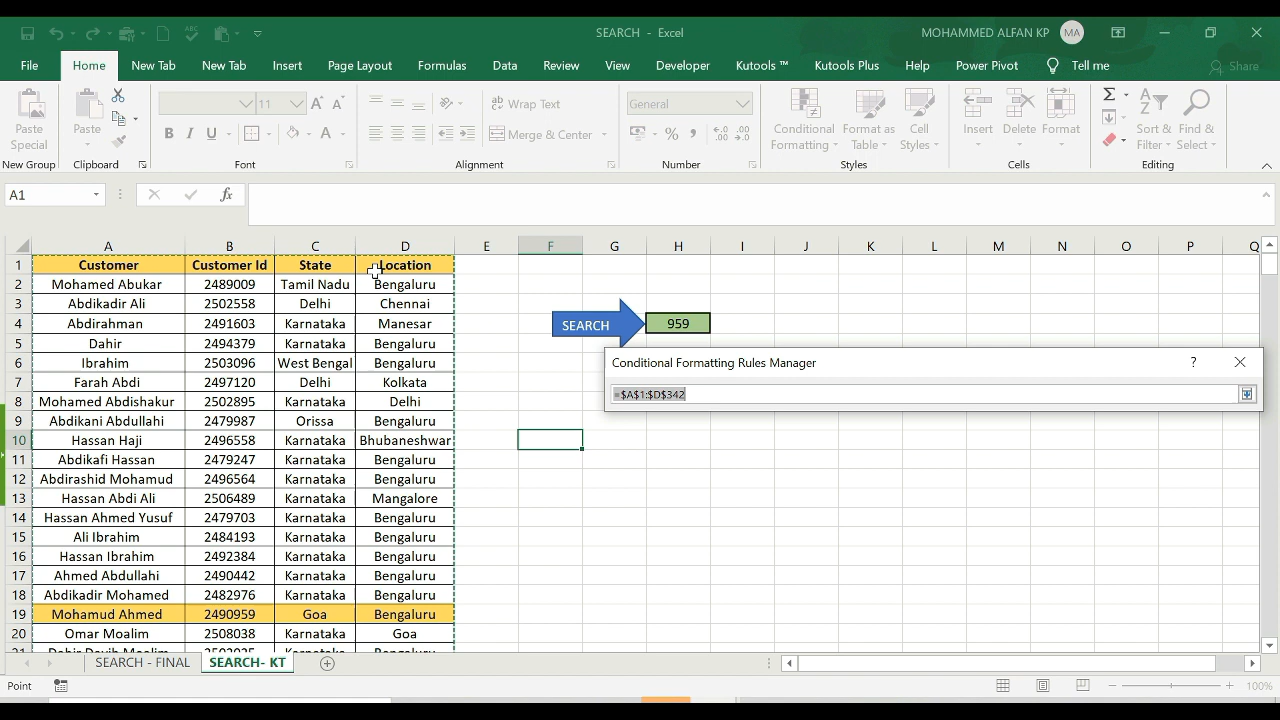 SEARCH - Excel
MOHAMMED ALFAN KP
MA
File Home New Tab New Tab Insert Page Layout Formulas Data Review View Developer Kutools ™ Kutools Plus Help Power Pivot Tell me Share
Paste Special
Paste
11
Wrap Text
Merge & Center
General
Conditional Formatting
Format as Table
Cell Styles
Insert
Delete
Format
Sort & Filter
Find & Select
New Group Clipboard Font Alignment Number Styles Cells Editing
A1
A B C D E F G H I J K L M N O P Q
1 Customer Customer Id State Location
2 Mohamed Abukar 2489009 Tamil Nadu Bengaluru
3 Abdikadir Ali 2502558 Delhi Chennai
4 Abdirahman 2491603 Karnataka Manesar
SEARCH 959
5 Dahir 2494379 Karnataka Bengaluru
6 Ibrahim 2503096 West Bengal Bengaluru
Conditional Formatting Rules Manager
7 Farah Abdi 2497120 Delhi Kolkata
=$A$1:$D$342
8 Mohamed Abdishakur 2502895 Karnataka Delhi
9 Abdikani Abdullahi 2479987 Orissa Bengaluru
10 Hassan Haji 2496558 Karnataka Bhubaneshwar
11 Abdikafi Hassan 2479247 Karnataka Bengaluru
12 Abdirashid Mohamud 2496564 Karnataka Bengaluru
13 Hassan Abdi Ali 2506489 Karnataka Mangalore
14 Hassan Ahmed Yusuf 2479703 Karnataka Bengaluru
15 Ali Ibrahim 2484193 Karnataka Bengaluru
16 Hassan Ibrahim 2492384 Karnataka Bengaluru
17 Ahmed Abdullahi 2490442 Karnataka Bengaluru
18 Abdikadir Mohamed 2482976 Karnataka Bengaluru
19 Mohamud Ahmed 2490959 Goa Bengaluru
20 Omar Moalim 2508038 Karnataka Goa
SEARCH - FINAL SEARCH- KT
Point
100%